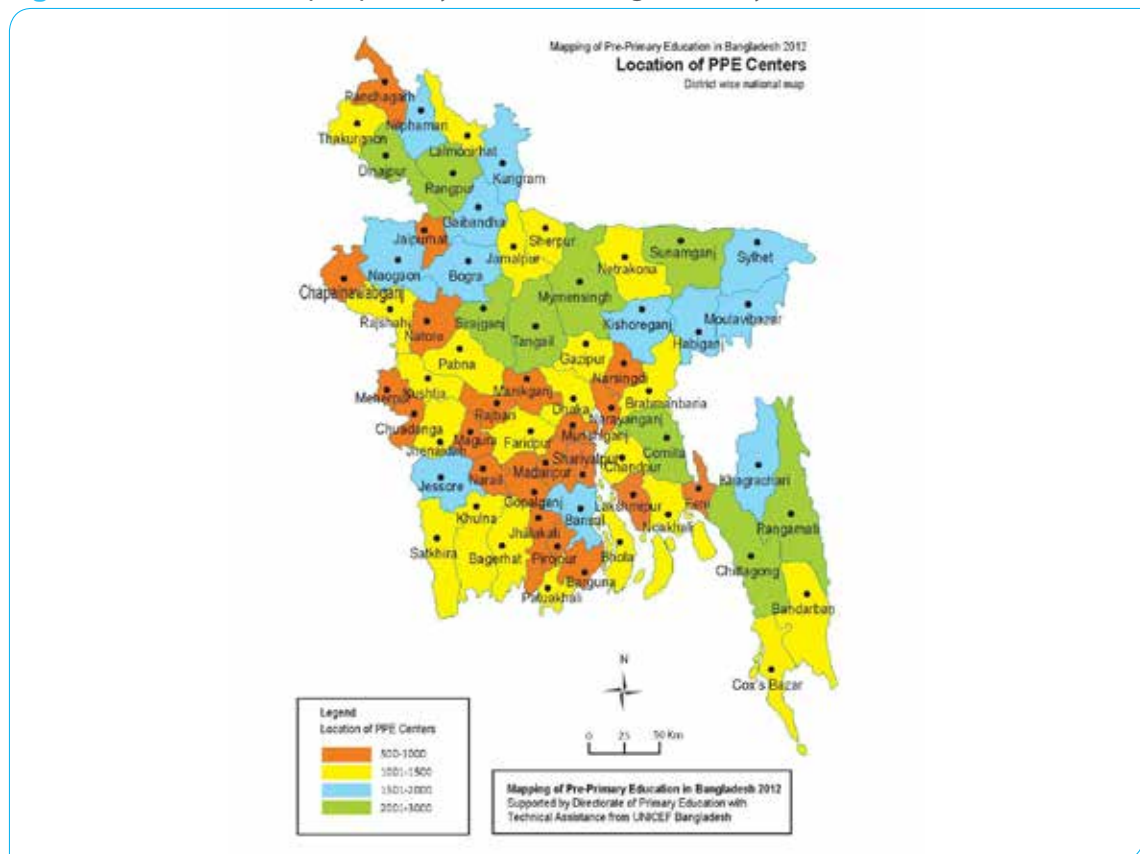 Mapping of Pre-Primary Education in Bangladesh 2012
Location of PPE Centers
District wise national map
Panchagarh
Nilphamari
Thakurgaon
Lalmonirhat
Dinajpur
Rangpur
Kurigram
Gaibandha
Jaipurhat
Sherpur
Jamalpur
Netrakona
Sunamganj
Sylhet
Naogaon
Bogra
Chapainawabganj
Mymensingh
Rajshahi
Natore
Sirajganj
Tangail
Kishoreganj
Moulavibazar
Habiganj
Pabna
Gazipur
Narsingdi
Meherpur
Kushtia
Manikganj
Dhaka
Brahmanbaria
Rajbari
Narayanganj
Chuadanga
Magura
Faridpur
Munshiganj
Jhenaidah
Shariyatpur
Comilla
Chandpur
Madaripur
Khagrachari
Jessore
Narail
Gopalganj
Lakshmipur
Feni
Khulna
Barisal
Noakhali
Rangamati
Jhalakati
Satkhira
Bagerhat
Pirojpur
Bhola
Chittagong
Barguna
Patuakhali
Bandarban
Cox's Bazar
N
0 25 50 Km
Legend
Location of PPE Centers
500-1000
1001-1500
1501-2000
2001-3000
Mapping of Pre-Primary Education in Bangladesh 2012
Supported by Directorate of Primary Education with
Technical Assistance from UNICEF Bangladesh